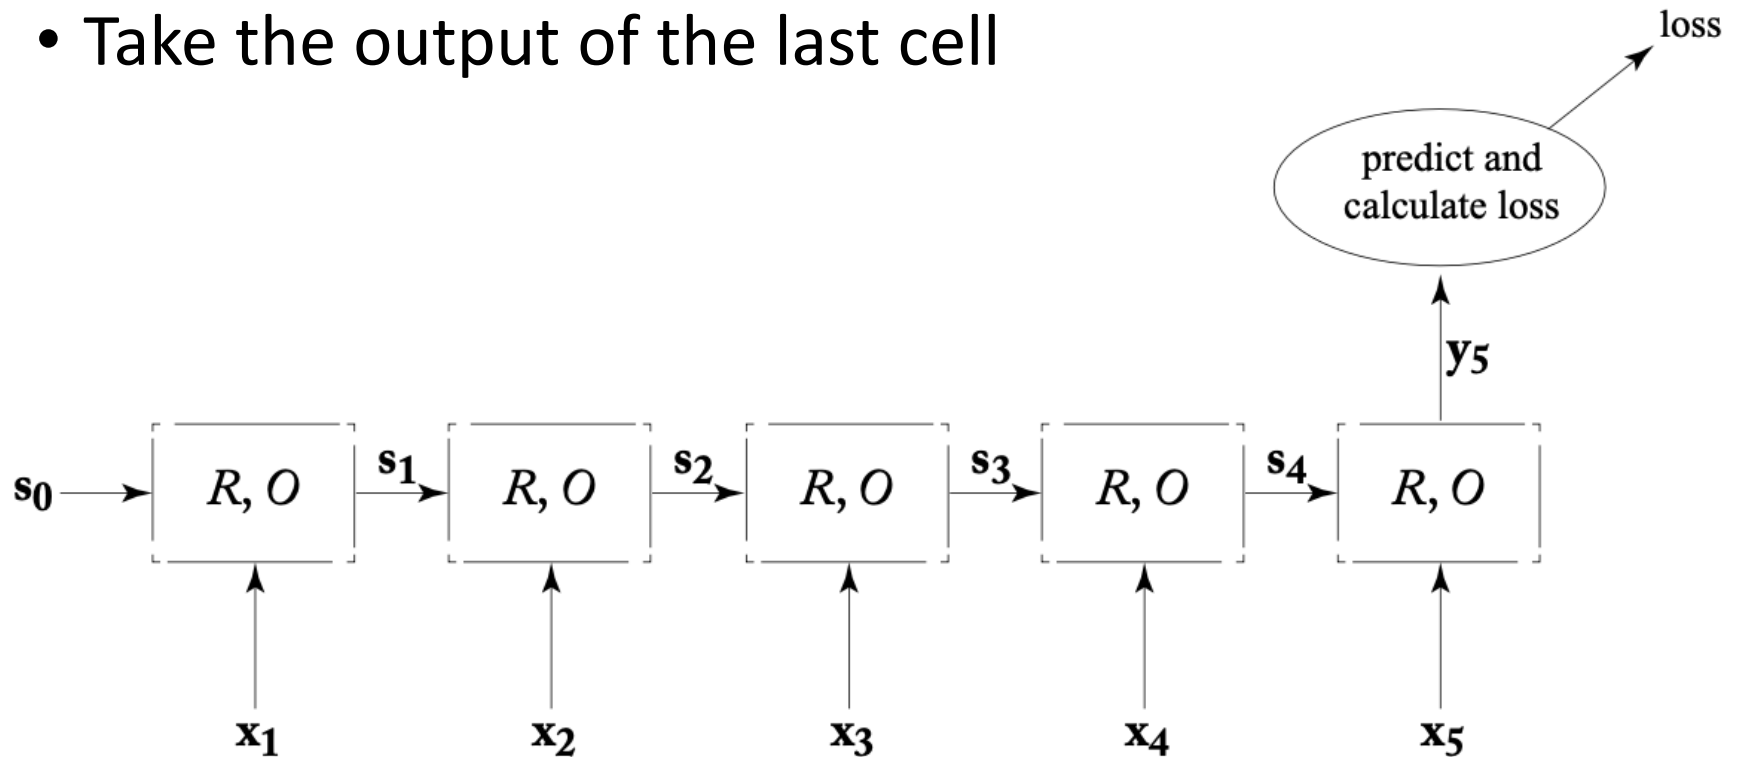 • Take the output of the last cell
loss
predict and
calculate loss
y5
s0 R, O s1 R, O s2 R, O s3 R, O s4 R, O
x1 x2 x3 x4 x5